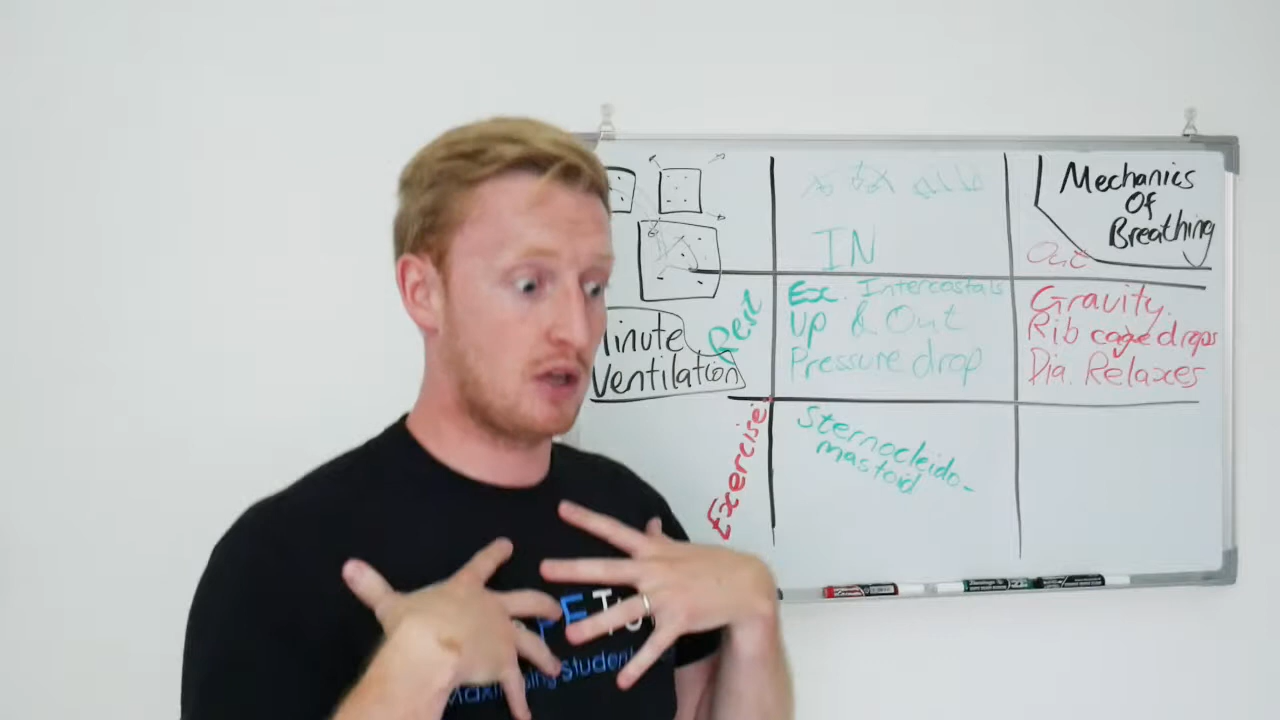 Mechanics
Of
Breathing
IN
Out
Rest
Ex. Intercostals
Up & Out
Pressure drop
Gravity.
Rib cage drops
Dia. Relaxes
inute
Ventilation
Exercise
Sternocleido-
mastoid